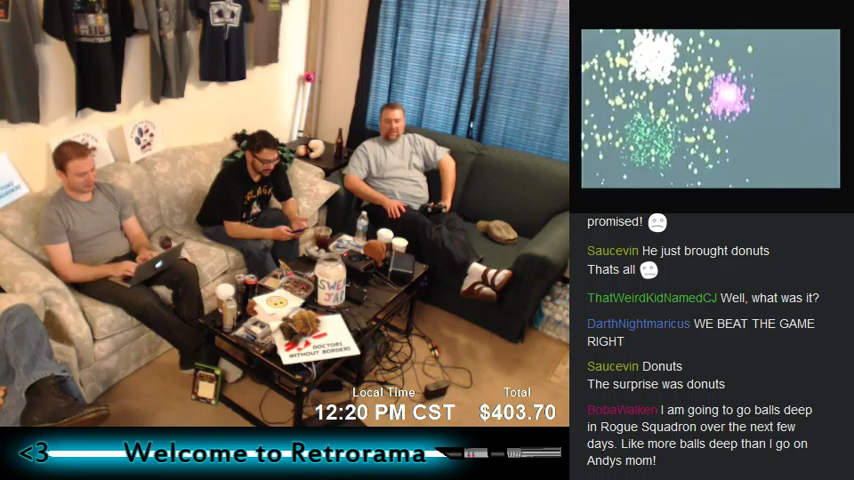 SWEAR
JAR
DOCTORS
WITHOUT BORDERS
Local Time
12:20 PM CST
Total
$403.70
<3 Welcome to Retrorama
promised!
Saucevin He just brought donuts
Thats all
ThatWeirdKidNamedCJ Well, what was it?
DarthNightmaricus WE BEAT THE GAME
RIGHT
Saucevin Donuts
The surprise was donuts
BobaWalken I am going to go balls deep
in Rogue Squadron over the next few
days. Like more balls deep than I go on
Andys mom!